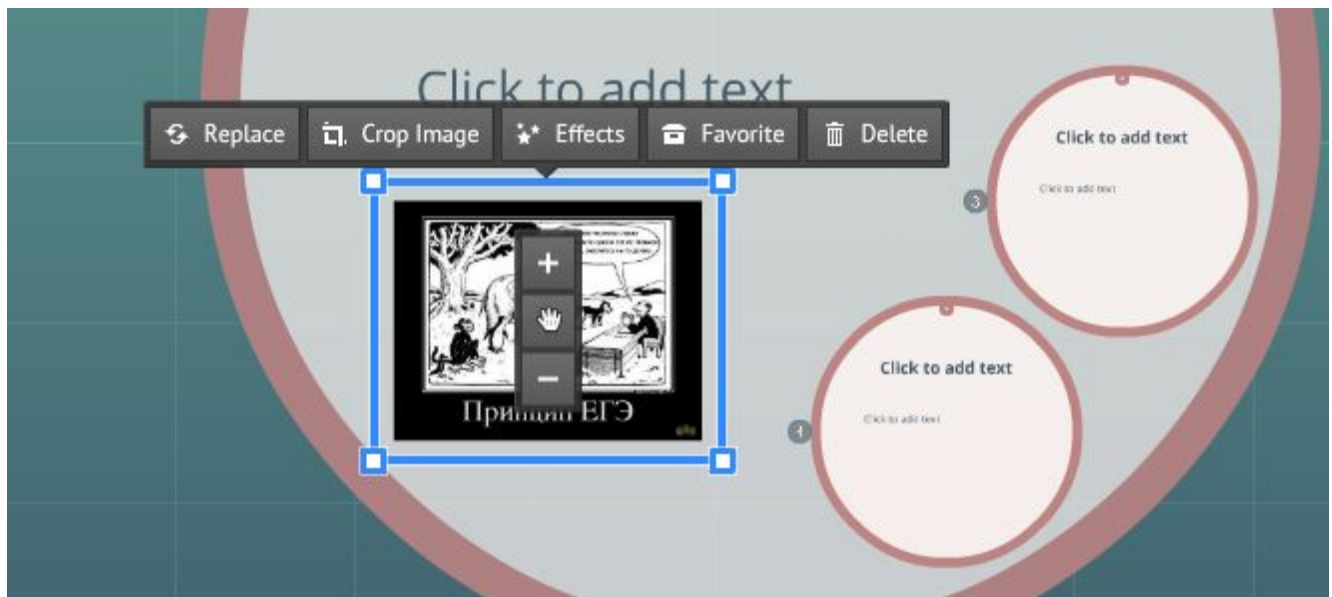 Click to add text
Replace
Crop Image
Effects
Favorite
Delete
Принцип ЕГЭ
3
Click to add text
Click to add text
4
Click to add text
Click to add text